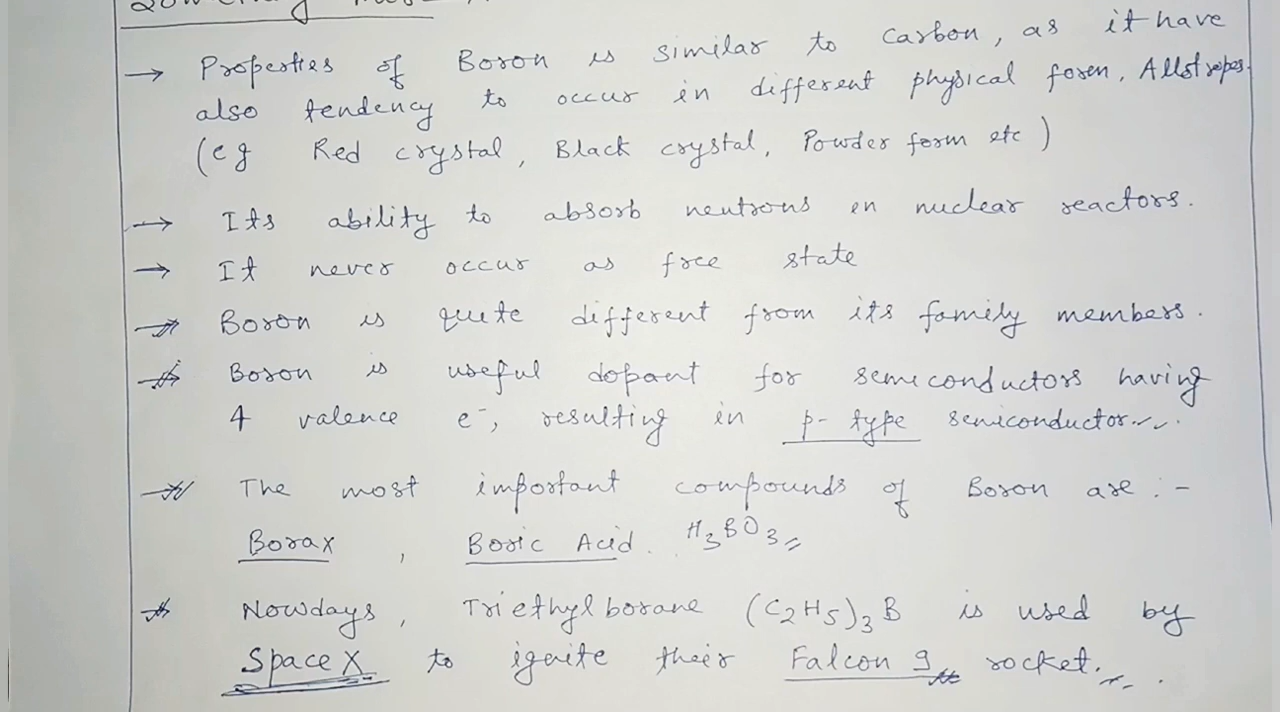 → Properties of Boron is similar to carbon, as it have
also tendency to occur in different physical form, Allotropes.
(eg Red crystal, Black crystal, Powder form etc)
→ Its ability to absorb neutrons in nuclear reactors.
→ It never occur as free state
→ Boron is quite different from its family members.
→ Boron is useful dopant for semiconductors having
4 valence e⁻, resulting in p-type semiconductor.
→ The most important compounds of Boron are :-
Borax, Boric Acid. H₃BO₃
→ Nowdays, Triethylborane (C₂H₅)₃B is used by
SpaceX to ignite their Falcon 9 rocket.